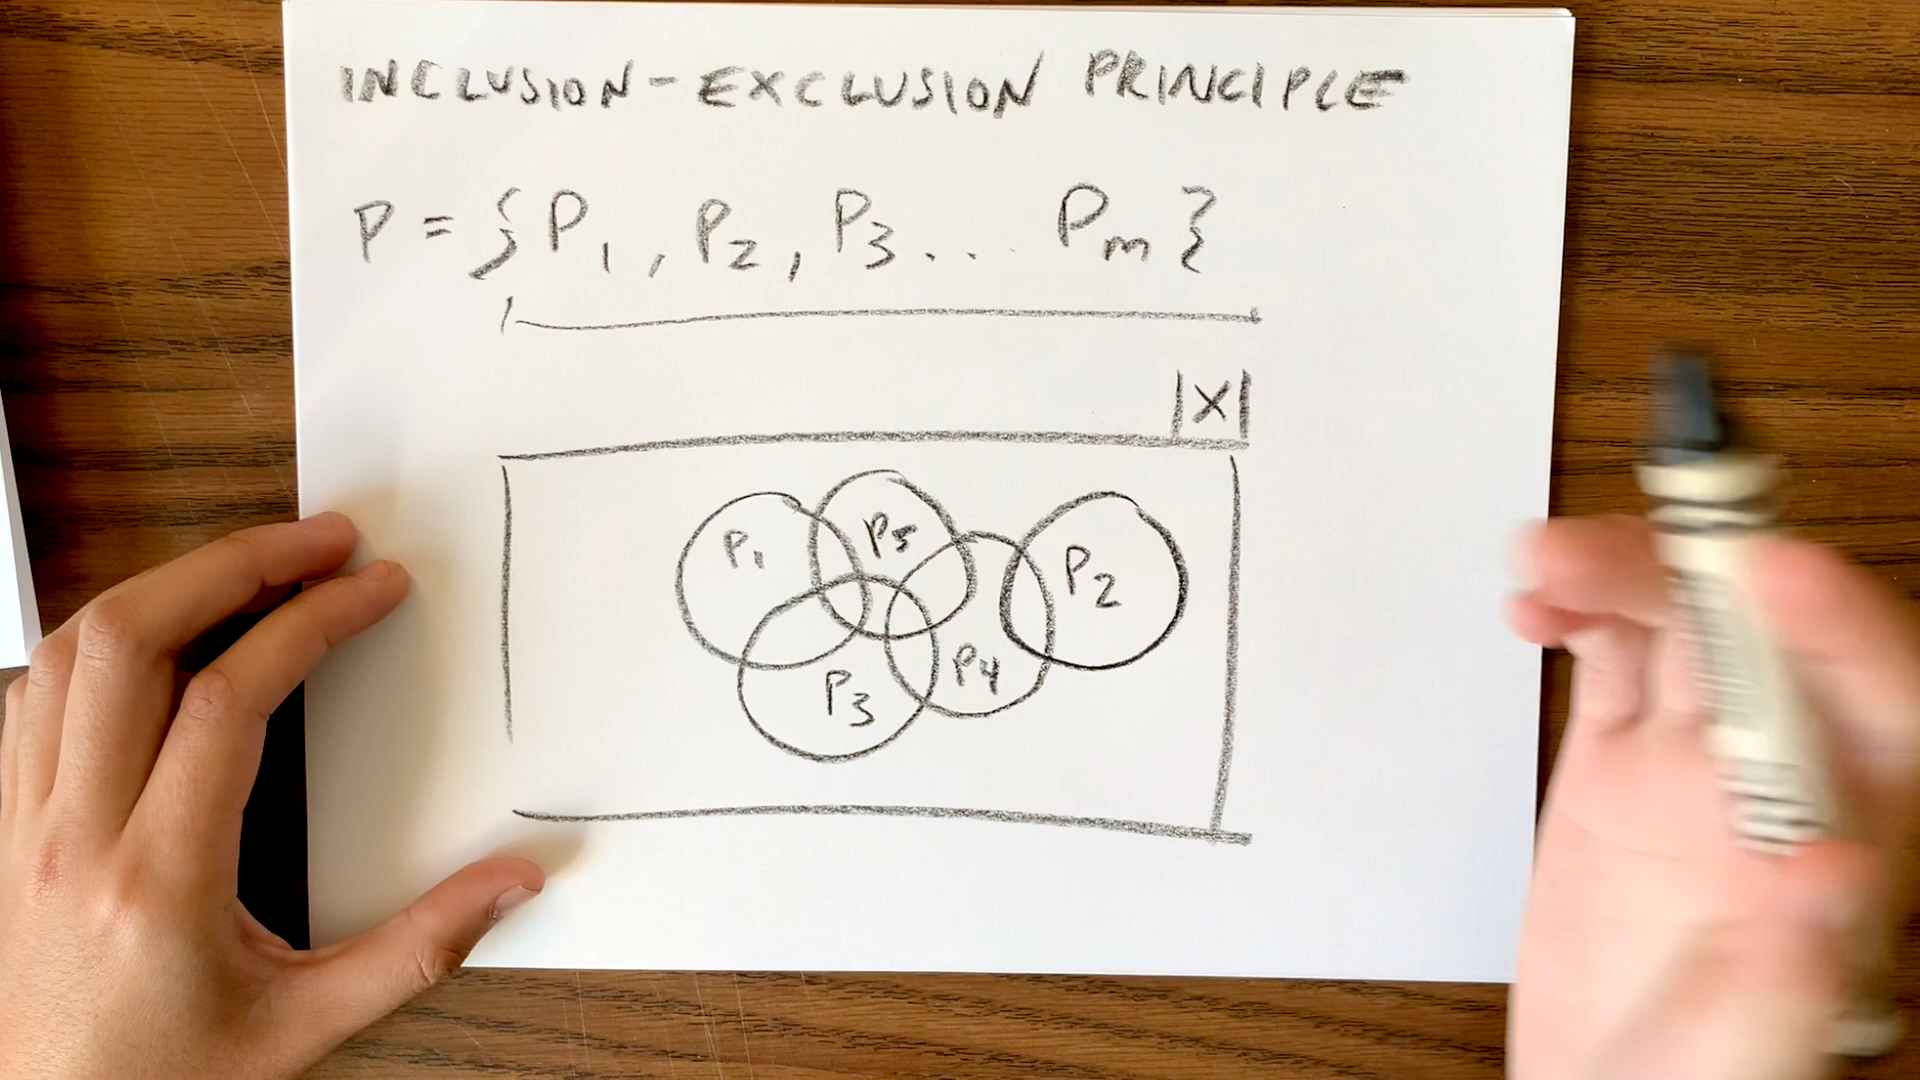 INCLUSION-EXCLUSION PRINCIPLE
P = {P1, P2, P3... Pm}
|X|
P1
P5
P2
P3
P4